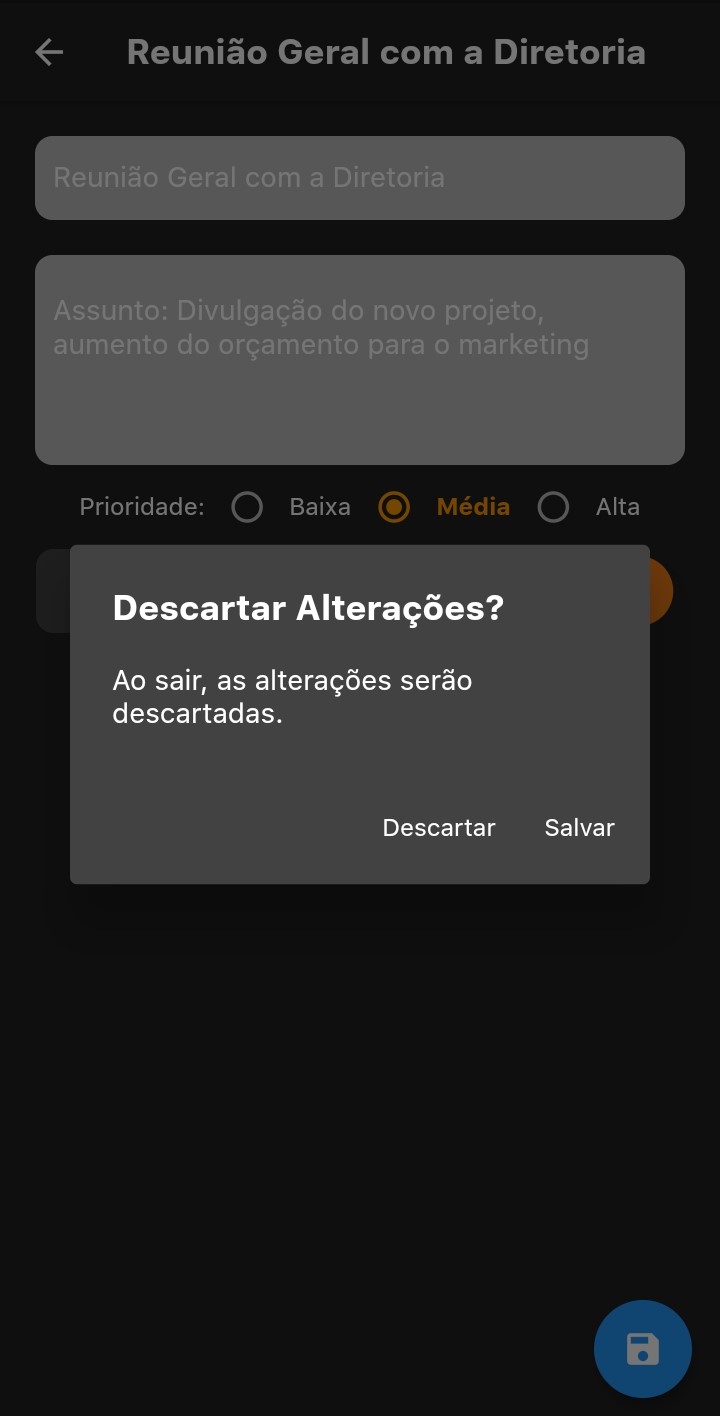 Reunião Geral com a Diretoria
Reunião Geral com a Diretoria
Assunto: Divulgação do novo projeto,
aumento do orçamento para o marketing
Prioridade: Baixa Média Alta
Descartar Alterações?
Ao sair, as alterações serão
descartadas.
Descartar Salvar